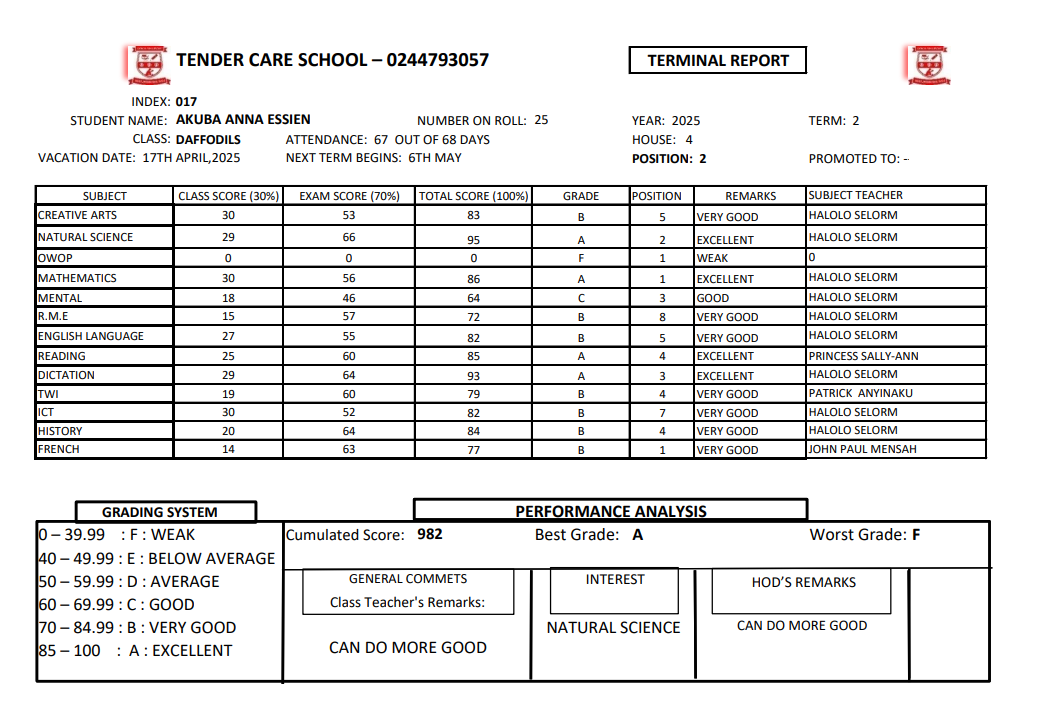 TENDER CARE SCHOOL – 0244793057
TERMINAL REPORT
INDEX: 017
STUDENT NAME: AKUBA ANNA ESSIEN NUMBER ON ROLL: 25 YEAR: 2025 TERM: 2
CLASS: DAFFODILS ATTENDANCE: 67 OUT OF 68 DAYS HOUSE: 4
VACATION DATE: 17TH APRIL,2025 NEXT TERM BEGINS: 6TH MAY POSITION: 2 PROMOTED TO: --
SUBJECT CLASS SCORE (30%) EXAM SCORE (70%) TOTAL SCORE (100%) GRADE POSITION REMARKS SUBJECT TEACHER
CREATIVE ARTS 30 53 83 B 5 VERY GOOD HALOLO SELORM
NATURAL SCIENCE 29 66 95 A 2 EXCELLENT HALOLO SELORM
OWOP 0 0 0 F 1 WEAK 0
MATHEMATICS 30 56 86 A 1 EXCELLENT HALOLO SELORM
MENTAL 18 46 64 C 3 GOOD HALOLO SELORM
R.M.E 15 57 72 B 8 VERY GOOD HALOLO SELORM
ENGLISH LANGUAGE 27 55 82 B 5 VERY GOOD HALOLO SELORM
READING 25 60 85 A 4 EXCELLENT PRINCESS SALLY-ANN
DICTATION 29 64 93 A 3 EXCELLENT HALOLO SELORM
TWI 19 60 79 B 4 VERY GOOD PATRICK ANYINAKU
ICT 30 52 82 B 7 VERY GOOD HALOLO SELORM
HISTORY 20 64 84 B 4 VERY GOOD HALOLO SELORM
FRENCH 14 63 77 B 1 VERY GOOD JOHN PAUL MENSAH
GRADING SYSTEM
0 – 39.99 : F : WEAK
40 – 49.99 : E : BELOW AVERAGE
50 – 59.99 : D : AVERAGE
60 – 69.99 : C : GOOD
70 – 84.99 : B : VERY GOOD
85 – 100 : A : EXCELLENT
PERFORMANCE ANALYSIS
Cumulated Score: 982 Best Grade: A Worst Grade: F
GENERAL COMMETS
Class Teacher's Remarks:
CAN DO MORE GOOD
INTEREST
NATURAL SCIENCE
HOD'S REMARKS
CAN DO MORE GOOD